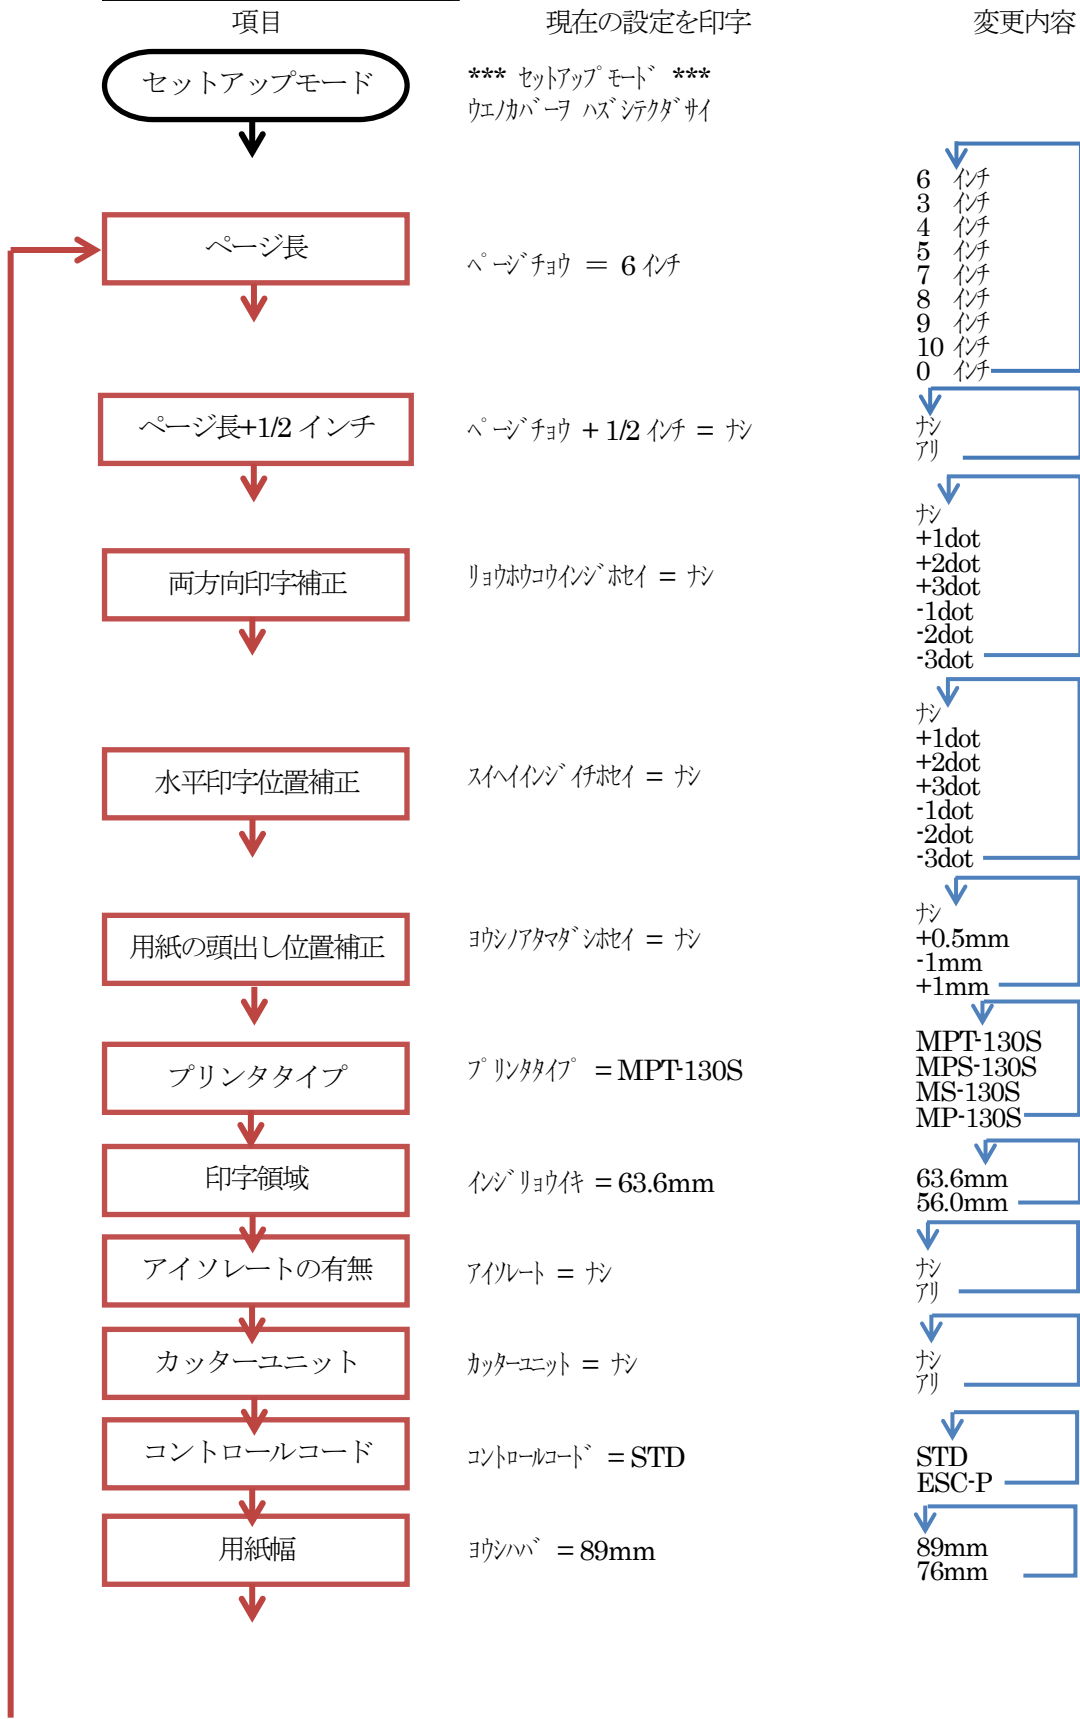 項目 現在の設定を印字 変更内容
セットアップモード
*** ｾｯﾄｱｯﾌﾟﾓｰﾄﾞ ***
ｳｴﾉｶﾊﾞｰｦ ﾊｽﾞｼﾃｸﾀﾞｻｲ
ページ長
ﾍﾟｰｼﾞﾁｮｳ = 6 ｲﾝﾁ
6 ｲﾝﾁ
3 ｲﾝﾁ
4 ｲﾝﾁ
5 ｲﾝﾁ
7 ｲﾝﾁ
8 ｲﾝﾁ
9 ｲﾝﾁ
10 ｲﾝﾁ
0 ｲﾝﾁ
ページ長+1/2 インチ
ﾍﾟｰｼﾞﾁｮｳ + 1/2 ｲﾝﾁ = ﾅｼ
ﾅｼ
ｱﾘ
両方向印字補正
ﾘｮｳﾎｳｺｳｲﾝｼﾞﾎｾｲ = ﾅｼ
ﾅｼ
+1dot
+2dot
+3dot
-1dot
-2dot
-3dot
水平印字位置補正
ｽｲﾍｲｲﾝｼﾞｲﾁﾎｾｲ = ﾅｼ
ﾅｼ
+1dot
+2dot
+3dot
-1dot
-2dot
-3dot
用紙の頭出し位置補正
ﾖｳｼﾉｱﾀﾏﾀﾞｼﾎｾｲ = ﾅｼ
ﾅｼ
+0.5mm
-1mm
+1mm
プリンタタイプ
ﾌﾟﾘﾝﾀﾀｲﾌﾟ = MPT-130S
MPT-130S
MPS-130S
MS-130S
MP-130S
印字領域
ｲﾝｼﾞﾘｮｳｲｷ = 63.6mm
63.6mm
56.0mm
アイソレートの有無
ｱｲｿﾚｰﾄ = ﾅｼ
ﾅｼ
ｱﾘ
カッターユニット
ｶｯﾀｰﾕﾆｯﾄ = ﾅｼ
ﾅｼ
ｱﾘ
コントロールコード
ｺﾝﾄﾛｰﾙｺｰﾄﾞ = STD
STD
ESC-P
用紙幅
ﾖｳｼﾊﾊﾞ = 89mm
89mm
76mm